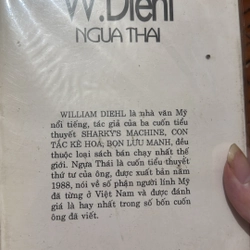 W.Diehl
NGỰA THAI
WILLIAM DIEHL là nhà văn Mỹ
nổi tiếng, tác giả của ba cuốn tiểu
thuyết SHARKY'S MACHINE, CON
TẮC KÈ HOA, BỌN LƯU MANH, đều
thuộc loại sách bán chạy nhất thế
giới. Ngựa Thái là cuốn tiểu thuyết
thứ tư của ông, được xuất bản năm
1988, nói về số phận người lính Mỹ
đã từng ở Việt Nam và được đánh
giá là hay nhất trong số bốn cuốn
ông đã viết.